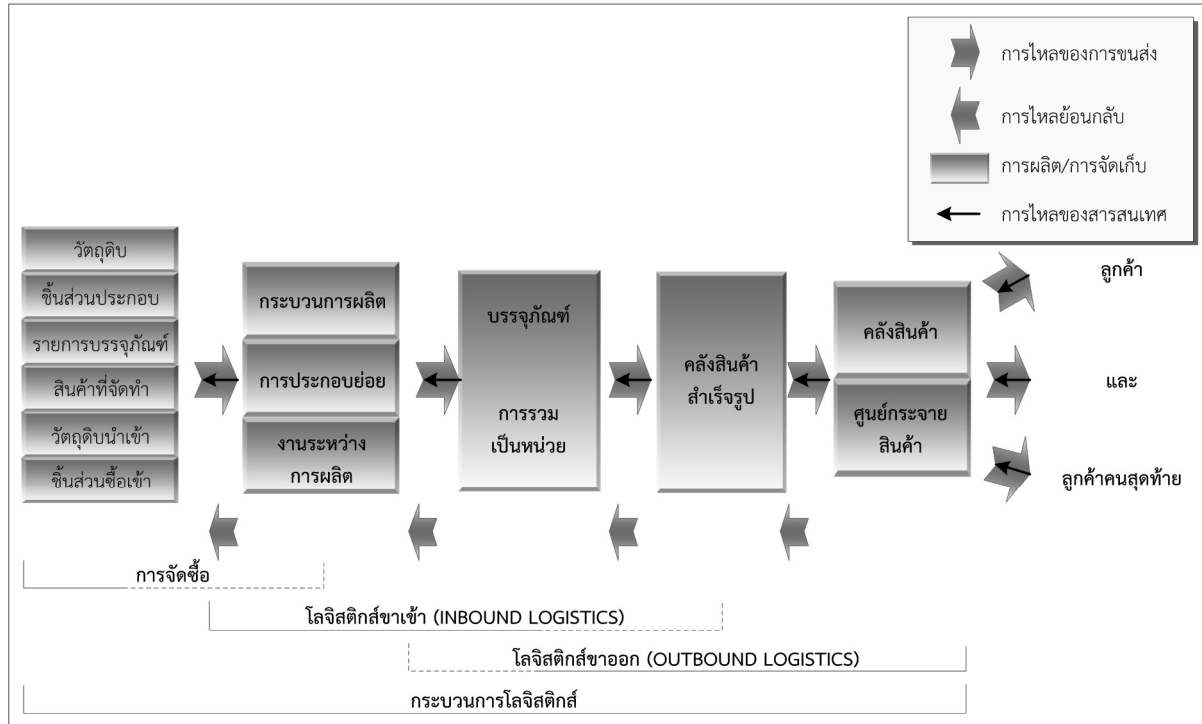 การไหลของการขนส่ง
การไหลย้อนกลับ
การผลิต/การจัดเก็บ
การไหลของสารสนเทศ
วัตถุดิบ
ชิ้นส่วนประกอบ
รายการบรรจุภัณฑ์
สินค้าที่จัดทำ
วัตถุดิบนำเข้า
ชิ้นส่วนซื้อเข้า
กระบวนการผลิต
การประกอบย่อย
งานระหว่าง
การผลิต
บรรจุภัณฑ์
การรวม
เป็นหน่วย
คลังสินค้า
สำเร็จรูป
คลังสินค้า
ศูนย์กระจาย
สินค้า
ลูกค้า
และ
ลูกค้าคนสุดท้าย
การจัดซื้อ
โลจิสติกส์ขาเข้า (INBOUND LOGISTICS)
โลจิสติกส์ขาออก (OUTBOUND LOGISTICS)
กระบวนการโลจิสติกส์